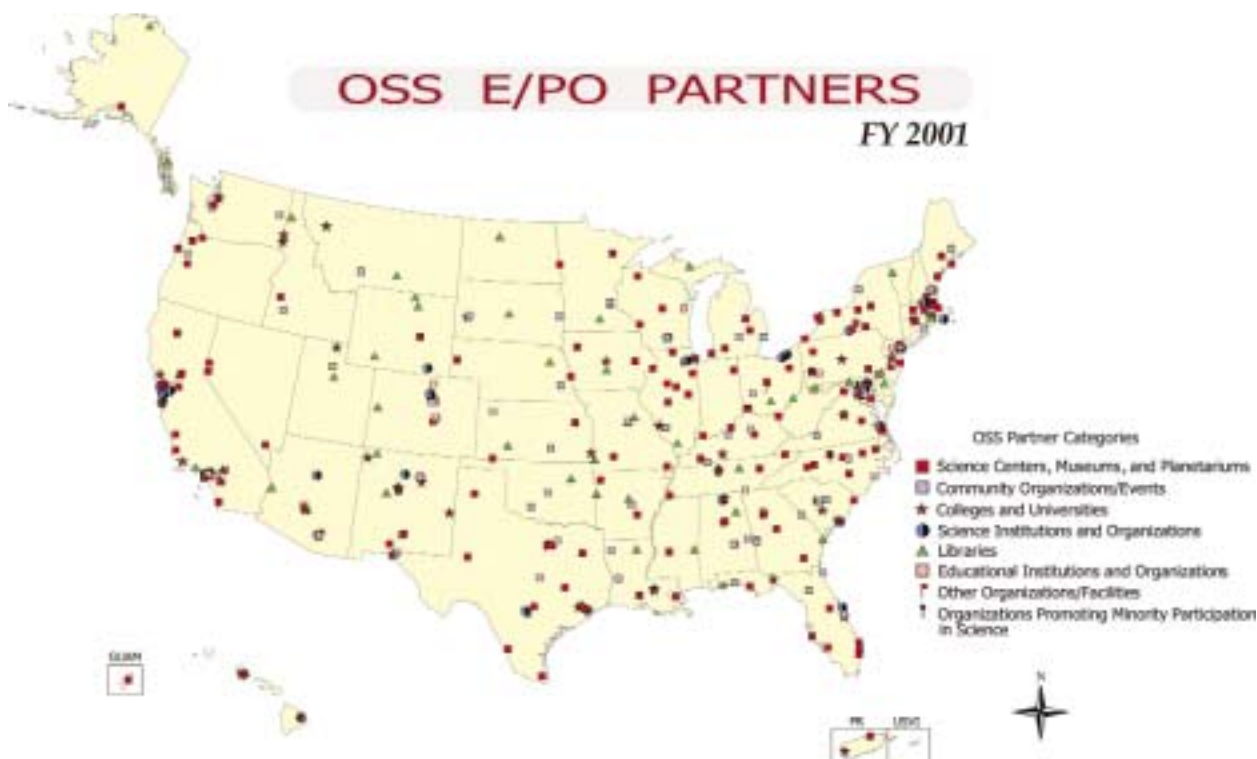 OSS E/PO PARTNERS
FY 2001
OSS Partner Categories
Science Centers, Museums, and Planetariums
Community Organizations/Events
Colleges and Universities
Science Institutions and Organizations
Libraries
Educational Institutions and Organizations
Other Organizations/Facilities
Organizations Promoting Minority Participation
in Science
GUAM
N
PR USVI